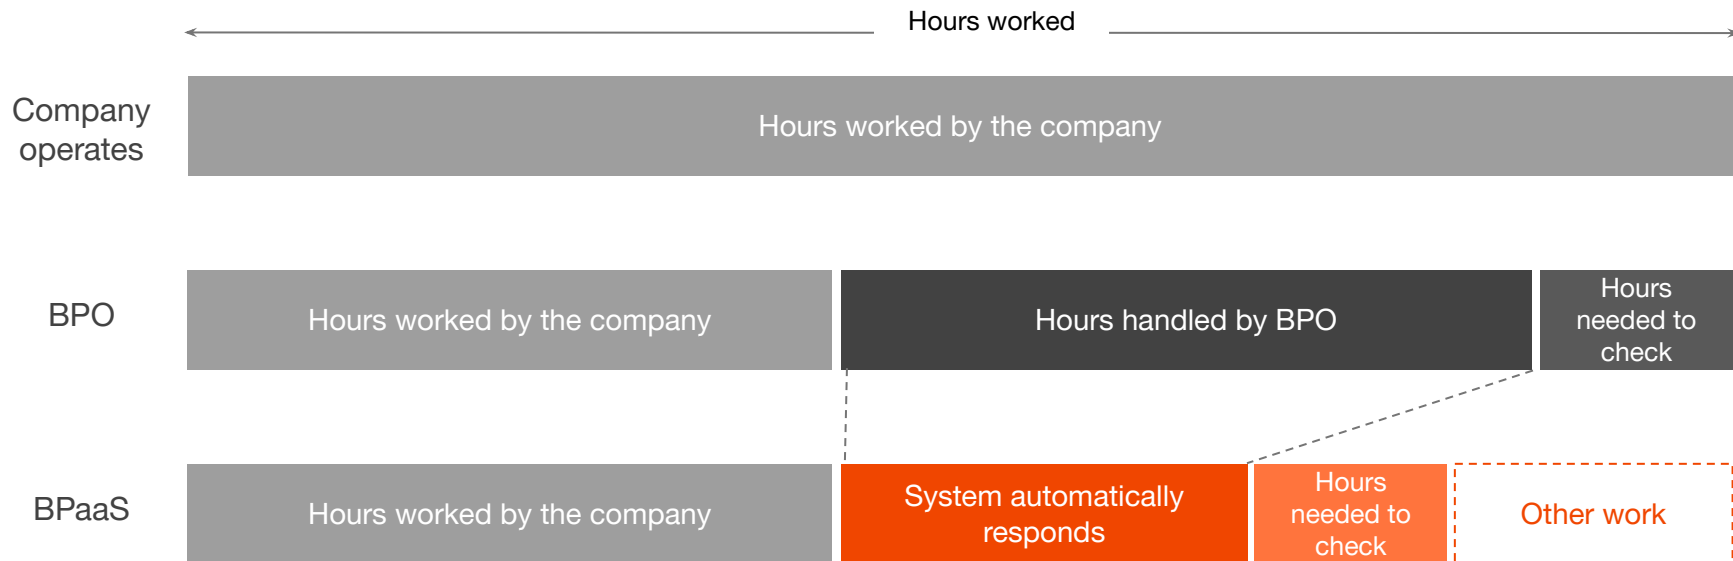 Hours worked
Company
operates
Hours worked by the company
BPO
Hours worked by the company
Hours handled by BPO
Hours
needed to
check
BPaaS
Hours worked by the company
System automatically
responds
Hours
needed to
check
Other work